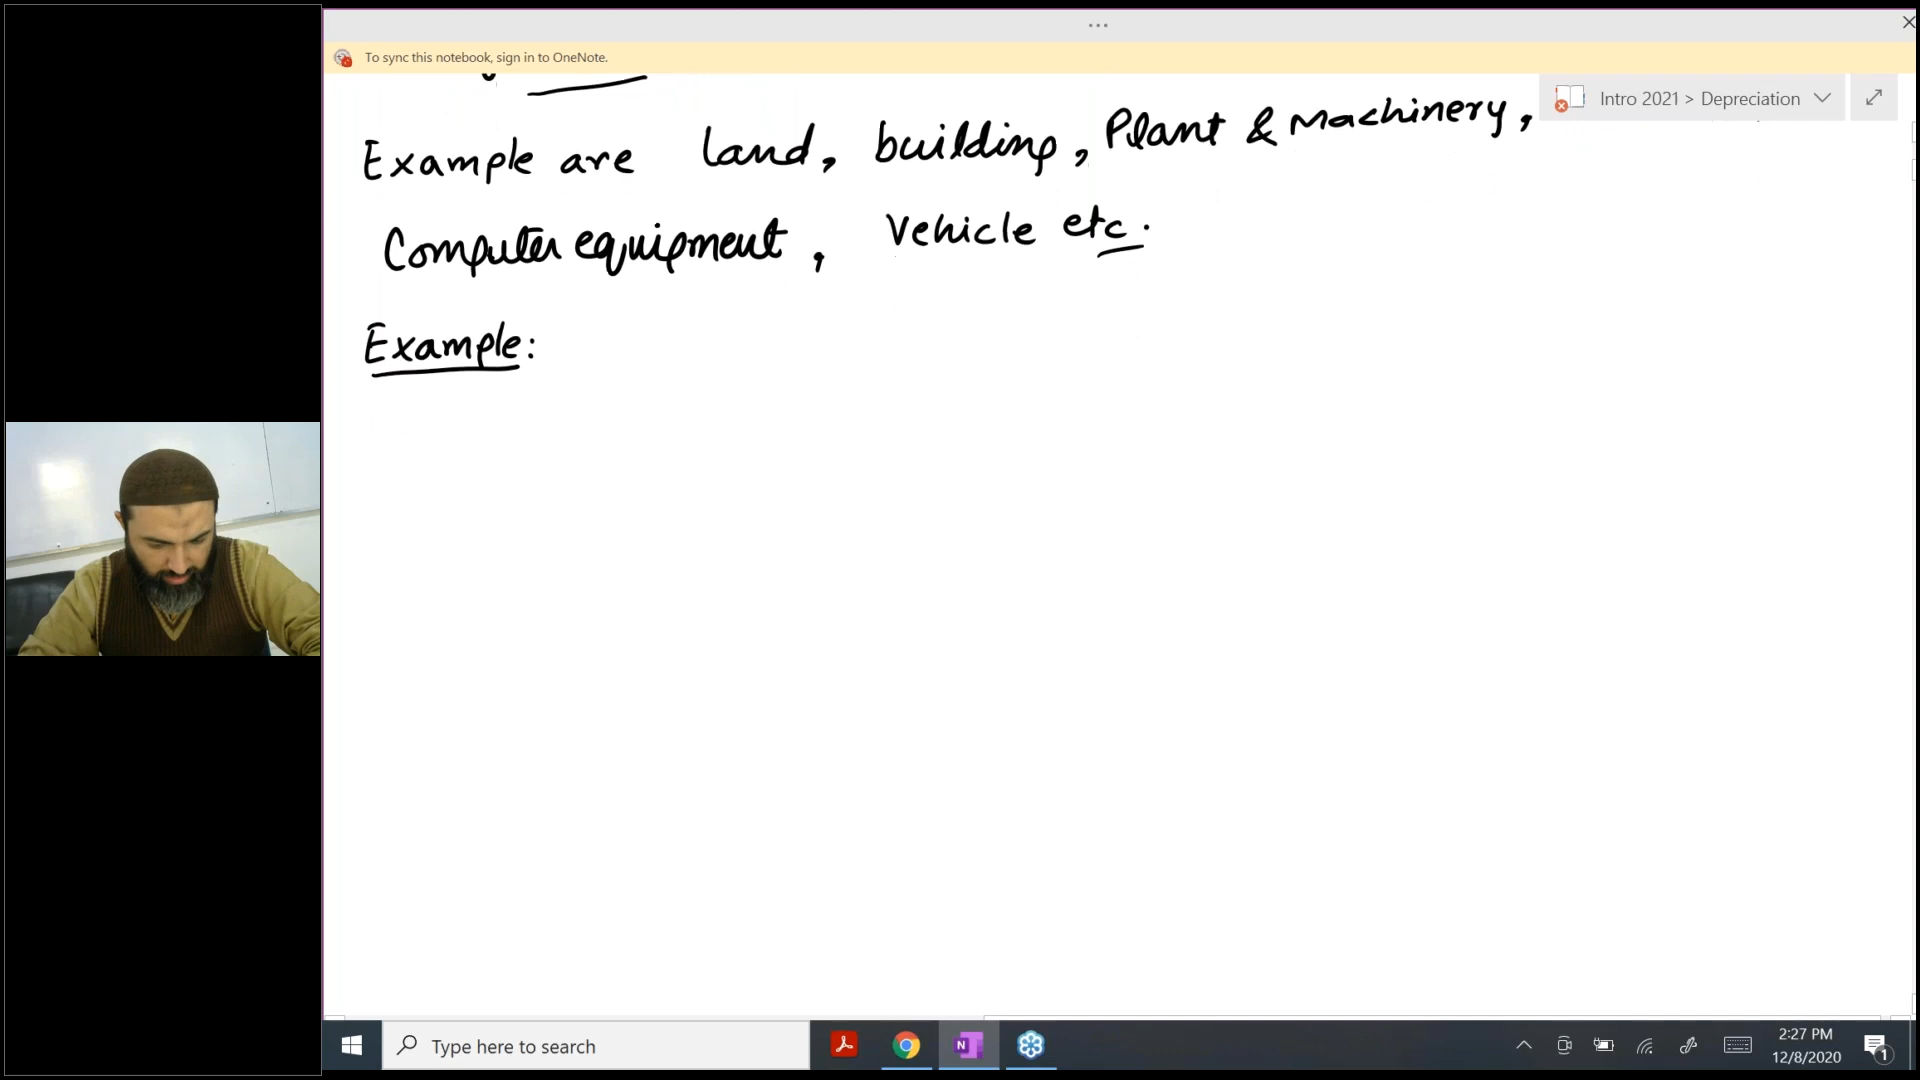 To sync this notebook, sign in to OneNote.
Intro 2021 > Depreciation
Example are land, building, Plant & Machinery,
Computer equipment, Vehicle etc.
Example:
Type here to search
N
2:27 PM
12/8/2020
1